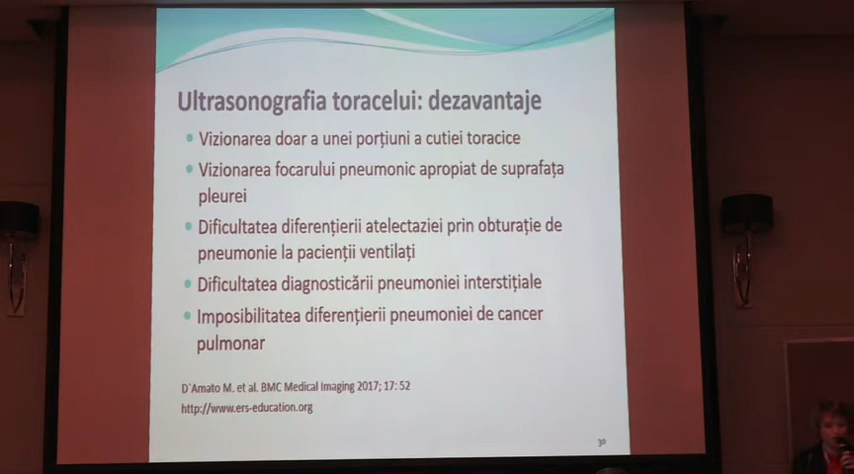 Ultrasonografia toracelui: dezavantaje
Vizionarea doar a unei porțiuni a cutiei toracice
Vizionarea focarului pneumonic apropiat de suprafața
pleurei
Dificultatea diferențierii atelectaziei prin obturație de
pneumonie la pacienții ventilați
Dificultatea diagnosticării pneumoniei interstițiale
Imposibilitatea diferențierii pneumoniei de cancer
pulmonar
D`Amato M. et al. BMC Medical Imaging 2017; 17: 52
http://www.ers-education.org
30